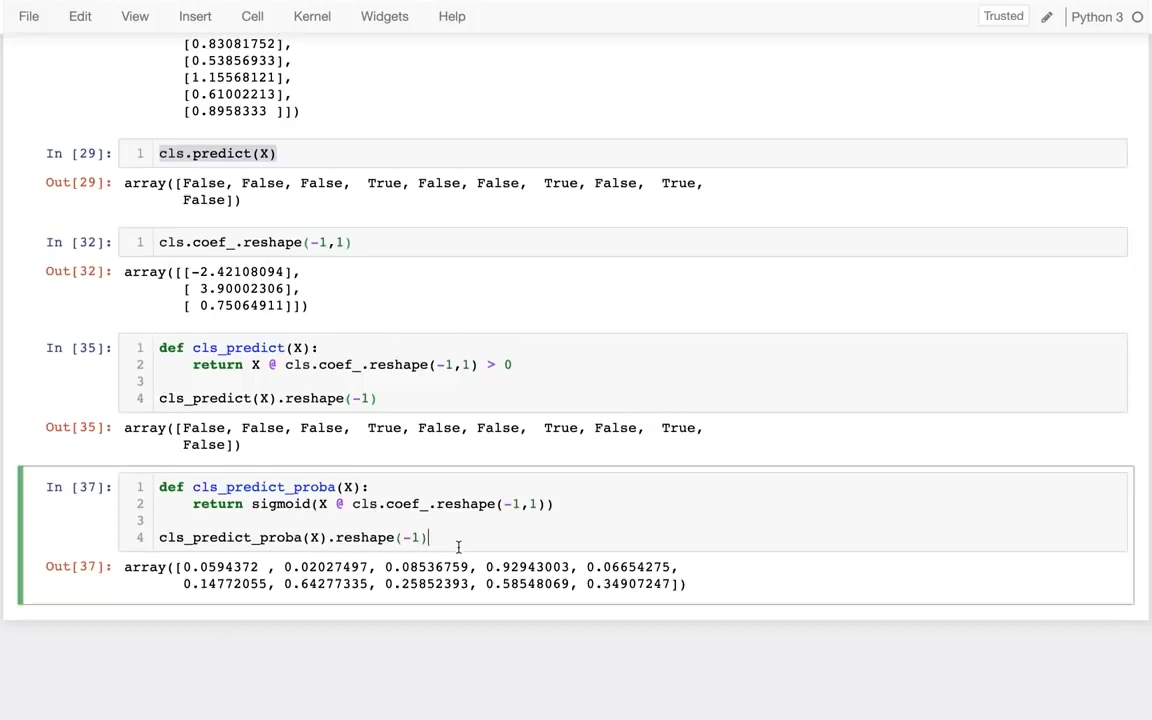 File Edit View Insert Cell Kernel Widgets Help Trusted Python 3
[0.83081752],
[0.53856933],
[1.15568121],
[0.61002213],
[0.8958333 ]])
In [29]: 1 cls.predict(X)
Out[29]: array([False, False, False,  True, False, False,  True, False,  True,
False])
In [32]: 1 cls.coef_.reshape(-1,1)
Out[32]: array([[-2.42108094],
[ 3.90002306],
[ 0.75064911]])
In [35]: 1 def cls_predict(X):
2 return X @ cls.coef_.reshape(-1,1) > 0
3
4 cls_predict(X).reshape(-1)
Out[35]: array([False, False, False,  True, False, False,  True, False,  True,
False])
In [37]: 1 def cls_predict_proba(X):
2 return sigmoid(X @ cls.coef_.reshape(-1,1))
3
4 cls_predict_proba(X).reshape(-1)
Out[37]: array([0.0594372 , 0.02027497, 0.08536759, 0.92943003, 0.06654275,
0.14772055, 0.64277335, 0.25852393, 0.58548069, 0.34907247])